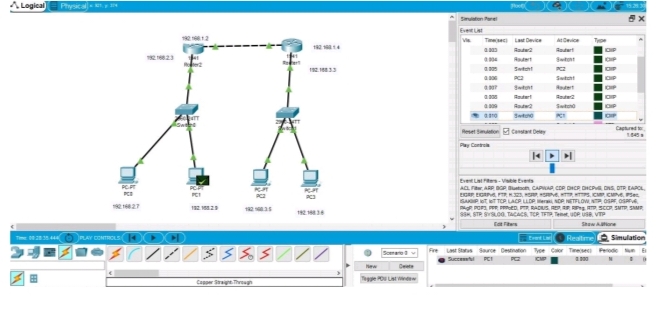 Logical Physical x: 821, y: 374
[Root] 15:28:30
192.168.1.2
192.168.2.3
1941
Router2
192.168.1.4
1941
Router1
192.168.3.3
2960-24TT
Switch0
Switch1
PC-PT
PC0
PC-PT
PC1
PC-PT
PC2
PC-PT
PC3
192.168.2.7
192.168.2.9
192.168.3.5
192.168.3.6
Simulation Panel
Event List
Vis. Time(sec) Last Device At Device Type
0.003 Router2 Router1 ICMP
0.004 Router1 Switch1 ICMP
0.005 Switch1 PC2 ICMP
0.006 PC2 Switch1 ICMP
0.007 Switch1 Router1 ICMP
0.008 Router1 Router2 ICMP
0.009 Router2 Switch0 ICMP
0.010 Switch0 PC1 ICMP
Reset Simulation Constant Delay
Captured to:
1.845 s
Play Controls
Event List Filters - Visible Events
ACL Filter, ARP, BGP, Bluetooth, CAPWAP, CDP, DHCP, DHCPv6, DNS, DTP, EAPOL,
EIGRP, EIGRPv6, FTP, H.323, HSRP, HSRPv6, HTTP, HTTPS, ICMP, ICMPv6, IPSec,
ISAKMP, IoT, IoT TCP, LACP, LLDP, Meraki, NDP, NETFLOW, NTP, OSPF, OSPFv6,
PAgP, POP3, PPP, PPPoED, PTP, RADIUS, REP, RIP, RIPng, RTP, SCCP, SMTP, SNMP,
SSH, STP, SYSLOG, TACACS, TCP, TFTP, Telnet, UDP, USB, VTP
Edit Filters Show All/None
PLAY CONTROLS:
Event List Realtime Simulation
Scenario 0
New Delete
Toggle PDU List Window
Fire Last Status Source Destination Type Color Time(sec) Periodic Num
Successful PC1 PC2 ICMP 0.000 N 0
Copper Straight-Through